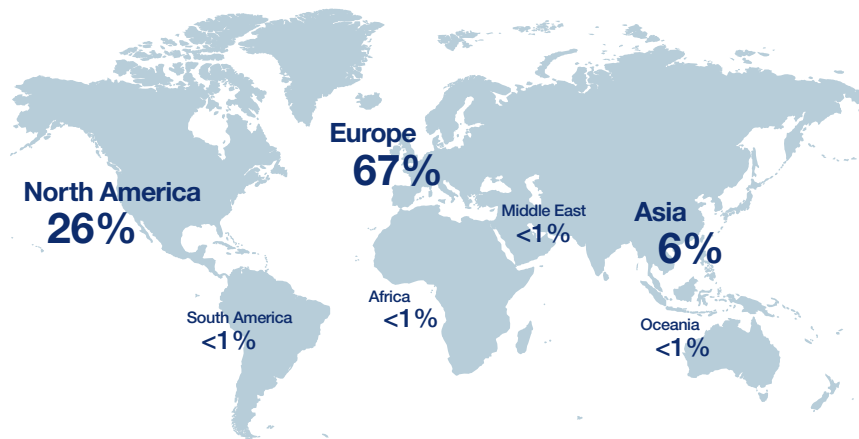 Europe
67%
North America
26%
Middle East
<1%
Asia
6%
Africa
<1%
South America
<1%
Oceania
<1%